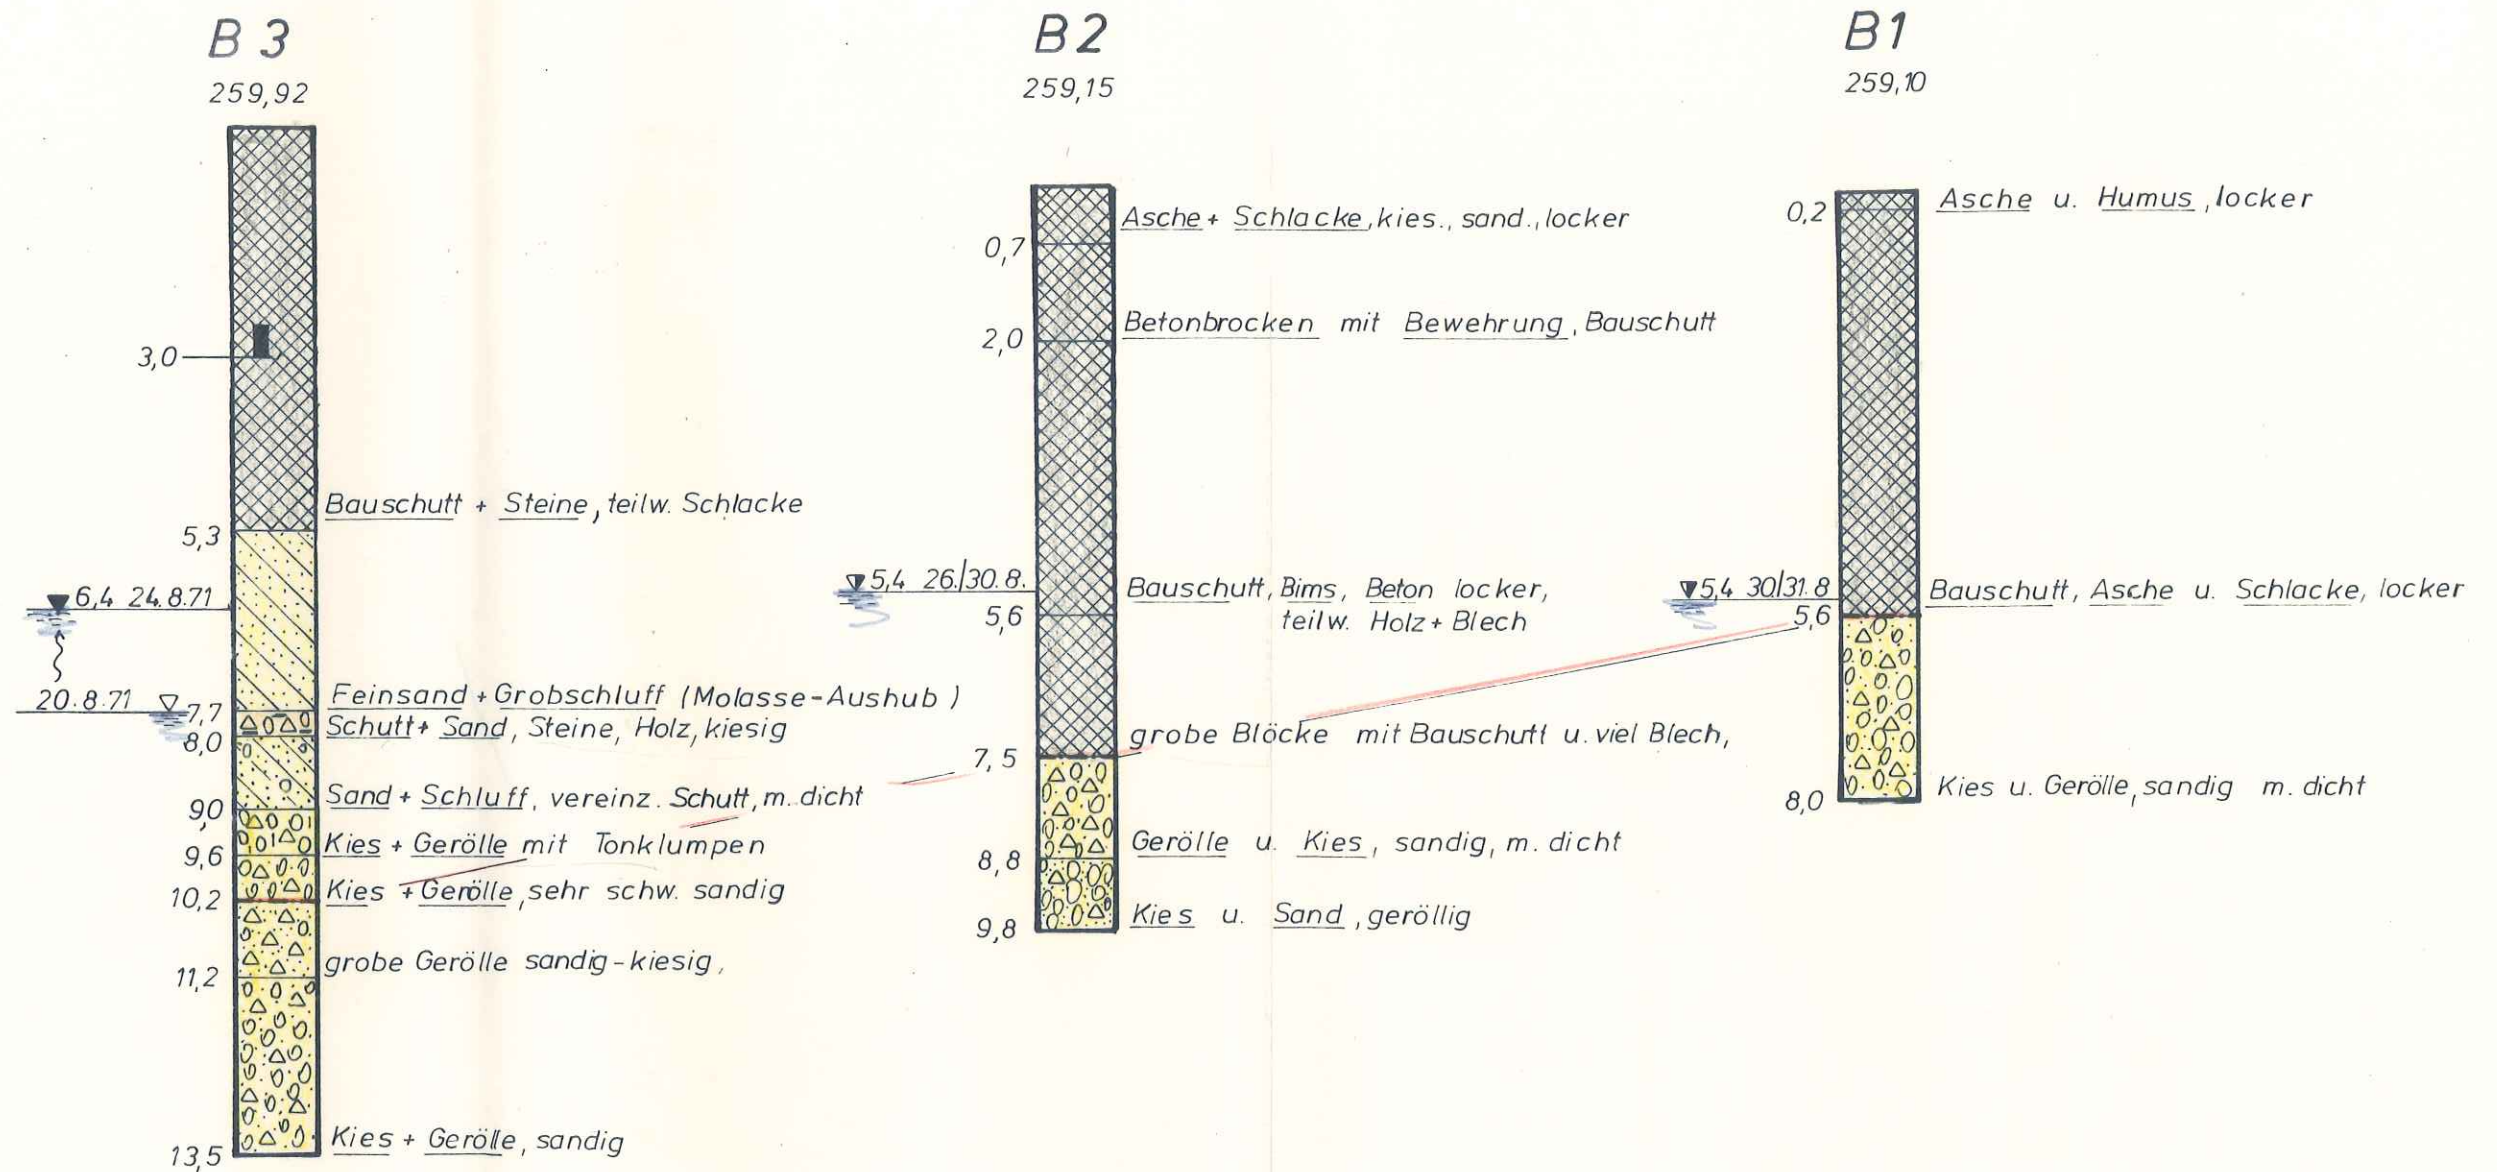 B 3
259,92
3,0
Bauschutt + Steine, teilw. Schlacke
5,3
6,4 24.8.71
Feinsand + Grobschluff (Molasse-Aushub)
20.8.71
7,7
Schutt + Sand, Steine, Holz, kiesig
8,0
Sand + Schluff, vereinz. Schutt, m. dicht
9,0
Kies + Gerölle mit Tonklumpen
9,6
Kies + Gerölle, sehr schw. sandig
10,2
grobe Gerölle sandig-kiesig,
11,2
Kies + Gerölle, sandig
13,5
B 2
259,15
Asche + Schlacke, kies., sand., locker
0,7
Betonbrocken mit Bewehrung, Bauschutt
2,0
5,4 26./30.8.
Bauschutt, Bims, Beton locker,
5,6
teilw. Holz + Blech
grobe Blöcke mit Bauschutt u. viel Blech,
7,5
Gerölle u. Kies, sandig, m. dicht
8,8
Kies u. Sand, geröllig
9,8
B1
259,10
Asche u. Humus, locker
0,2
5,4 30/31.8
Bauschutt, Asche u. Schlacke, locker
5,6
Kies u. Gerölle, sandig m. dicht
8,0